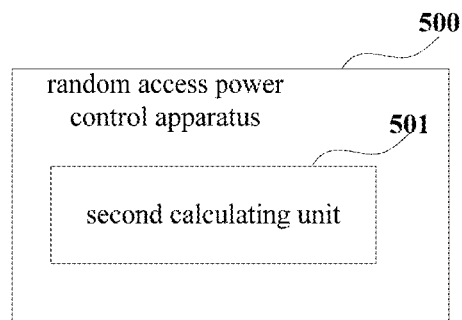 500
random access power
control apparatus
501
second calculating unit